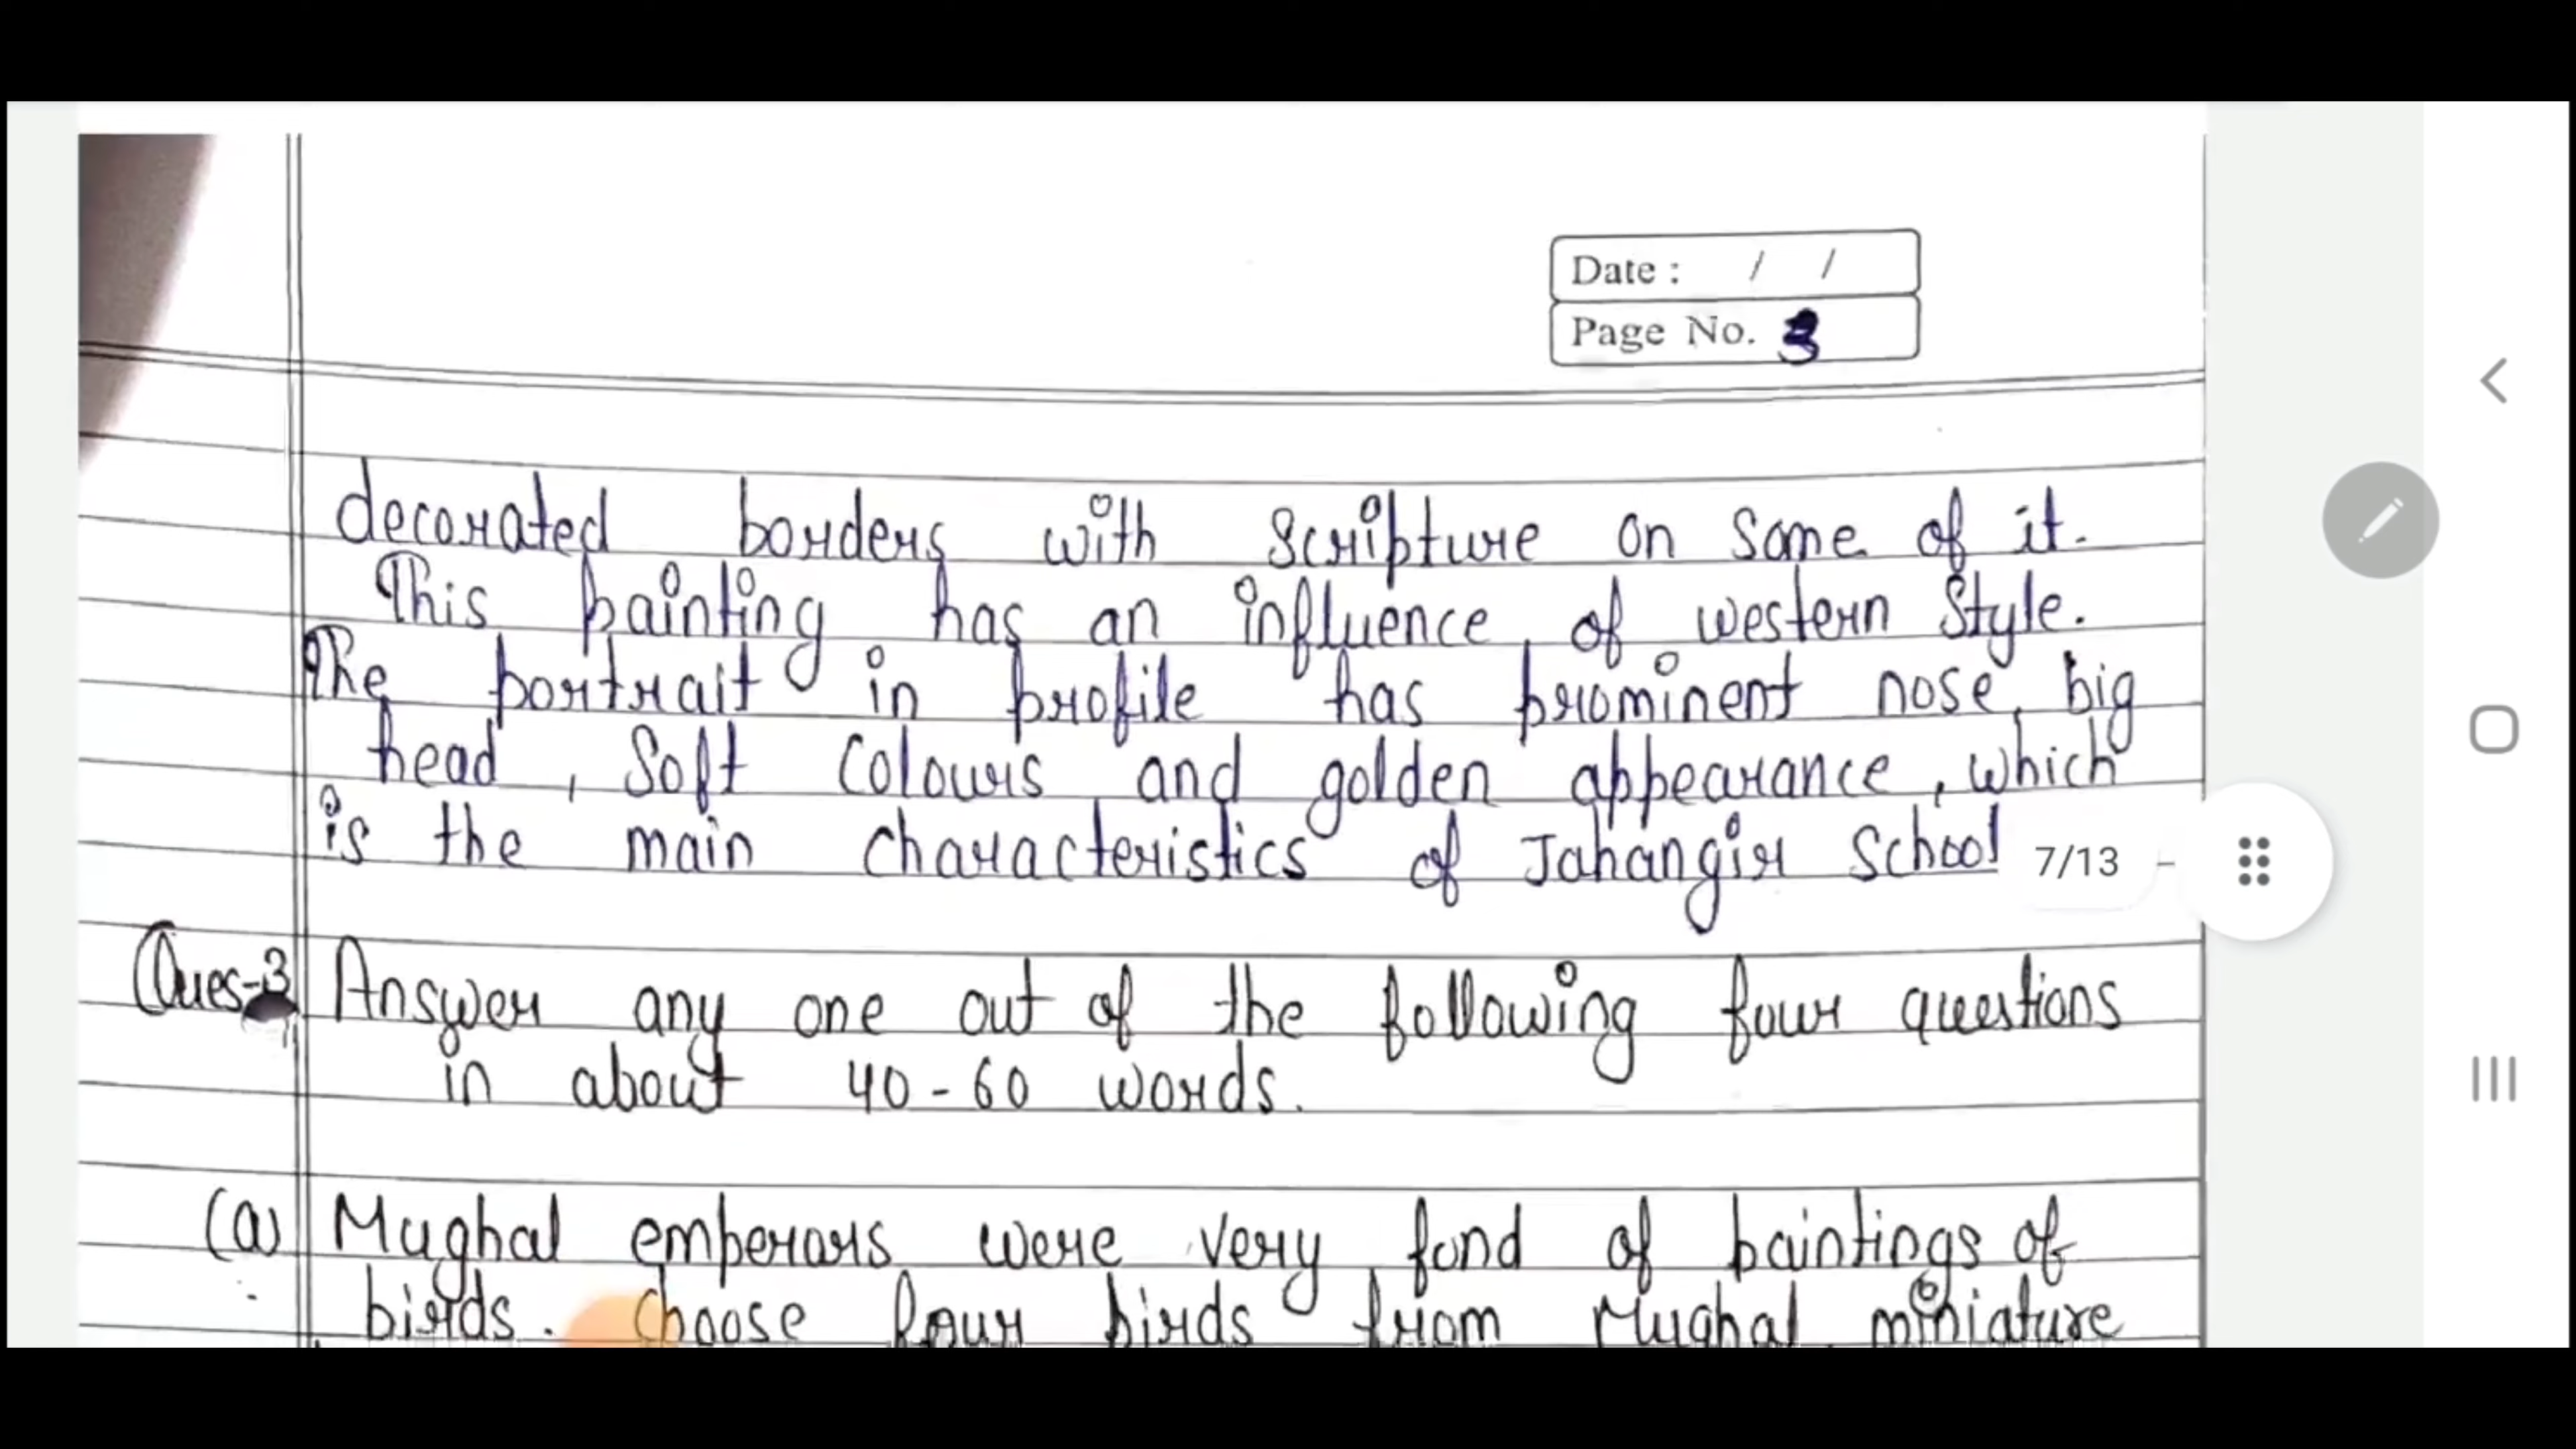 Date : / /
Page No. 3
decorated borders with Scripture on some of it.
This painting has an influence of western Style.
The portrait in profile has prominent nose, big
head, Soft Colours and golden appearance, which
is the main characteristics of Jahangir School
7/13
Ques-3 Answer any one out of the following four questions
in about 40-60 words.
(a) Mughal emperors were very fond of paintings of
birds. Choose four birds from Mughal miniature